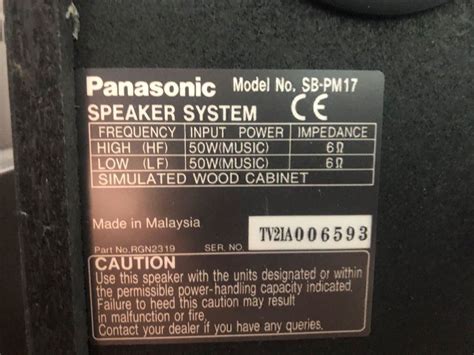 Panasonic Model No. SB-PM17
SPEAKER SYSTEM CE
FREQUENCY INPUT POWER IMPEDANCE
HIGH (HF) 50W(MUSIC) 6Ω
LOW (LF) 50W(MUSIC) 6Ω
SIMULATED WOOD CABINET
Made in Malaysia
Part No.RGN2319 SER. NO. TV21A006593
CAUTION
Use this speaker with the units designated or within
the permissible power-handling capacity indicated.
Failure to heed this caution may result
in malfunction or fire.
Contact your dealer if you have any queries.